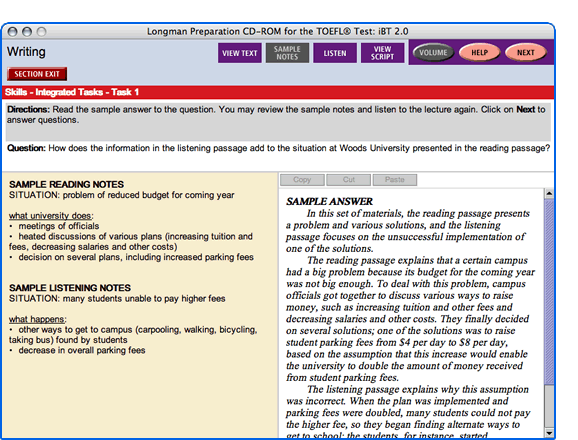 Longman Preparation CD-ROM for the TOEFL® Test: iBT 2.0
Writing
VIEW TEXT
SAMPLE NOTES
LISTEN
VIEW SCRIPT
VOLUME
HELP
NEXT
SECTION EXIT
Skills - Integrated Tasks - Task 1
Directions: Read the sample answer to the question. You may review the sample notes and listen to the lecture again. Click on Next to
answer questions.
Question: How does the information in the listening passage add to the situation at Woods University presented in the reading passage?
SAMPLE READING NOTES
SITUATION: problem of reduced budget for coming year
what university does:
• meetings of officials
• heated discussions of various plans (increasing tuition and
fees, decreasing salaries and other costs)
• decision on several plans, including increased parking fees
SAMPLE LISTENING NOTES
SITUATION: many students unable to pay higher fees
what happens:
• other ways to get to campus (carpooling, walking, bicycling,
taking bus) found by students
• decrease in overall parking fees
Copy
Cut
Paste
SAMPLE ANSWER
In this set of materials, the reading passage presents
a problem and various solutions, and the listening
passage focuses on the unsuccessful implementation of
one of the solutions.
The reading passage explains that a certain campus
had a big problem because its budget for the coming year
was not big enough. To deal with this problem, campus
officials got together to discuss various ways to raise
money, such as increasing tuition and other fees and
decreasing salaries and other costs. They finally decided
on several solutions; one of the solutions was to raise
student parking fees from $4 per day to $8 per day,
based on the assumption that this increase would enable
the university to double the amount of money received
from student parking fees.
The listening passage explains why this assumption
was incorrect. When the plan was implemented and
parking fees were doubled, many students could not pay
the higher fee, so they began finding alternate ways to
get to school; the students, for instance, started